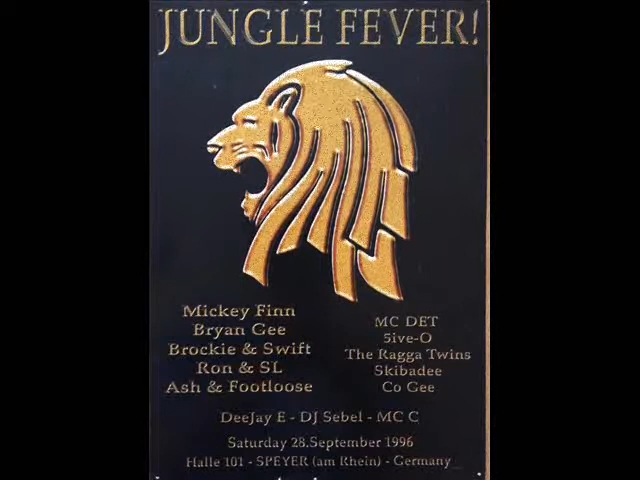 JUNGLE FEVER!
Mickey Finn
Bryan Gee
Brockie & Swift
Ron & SL
Ash & Footloose
MC DET
5ive-O
The Ragga Twins
Skibadee
Co Gee
DeeJay E - DJ Sebel - MC C
Saturday 28.September 1996
Halle 101 - SPEYER (am Rhein) - Germany